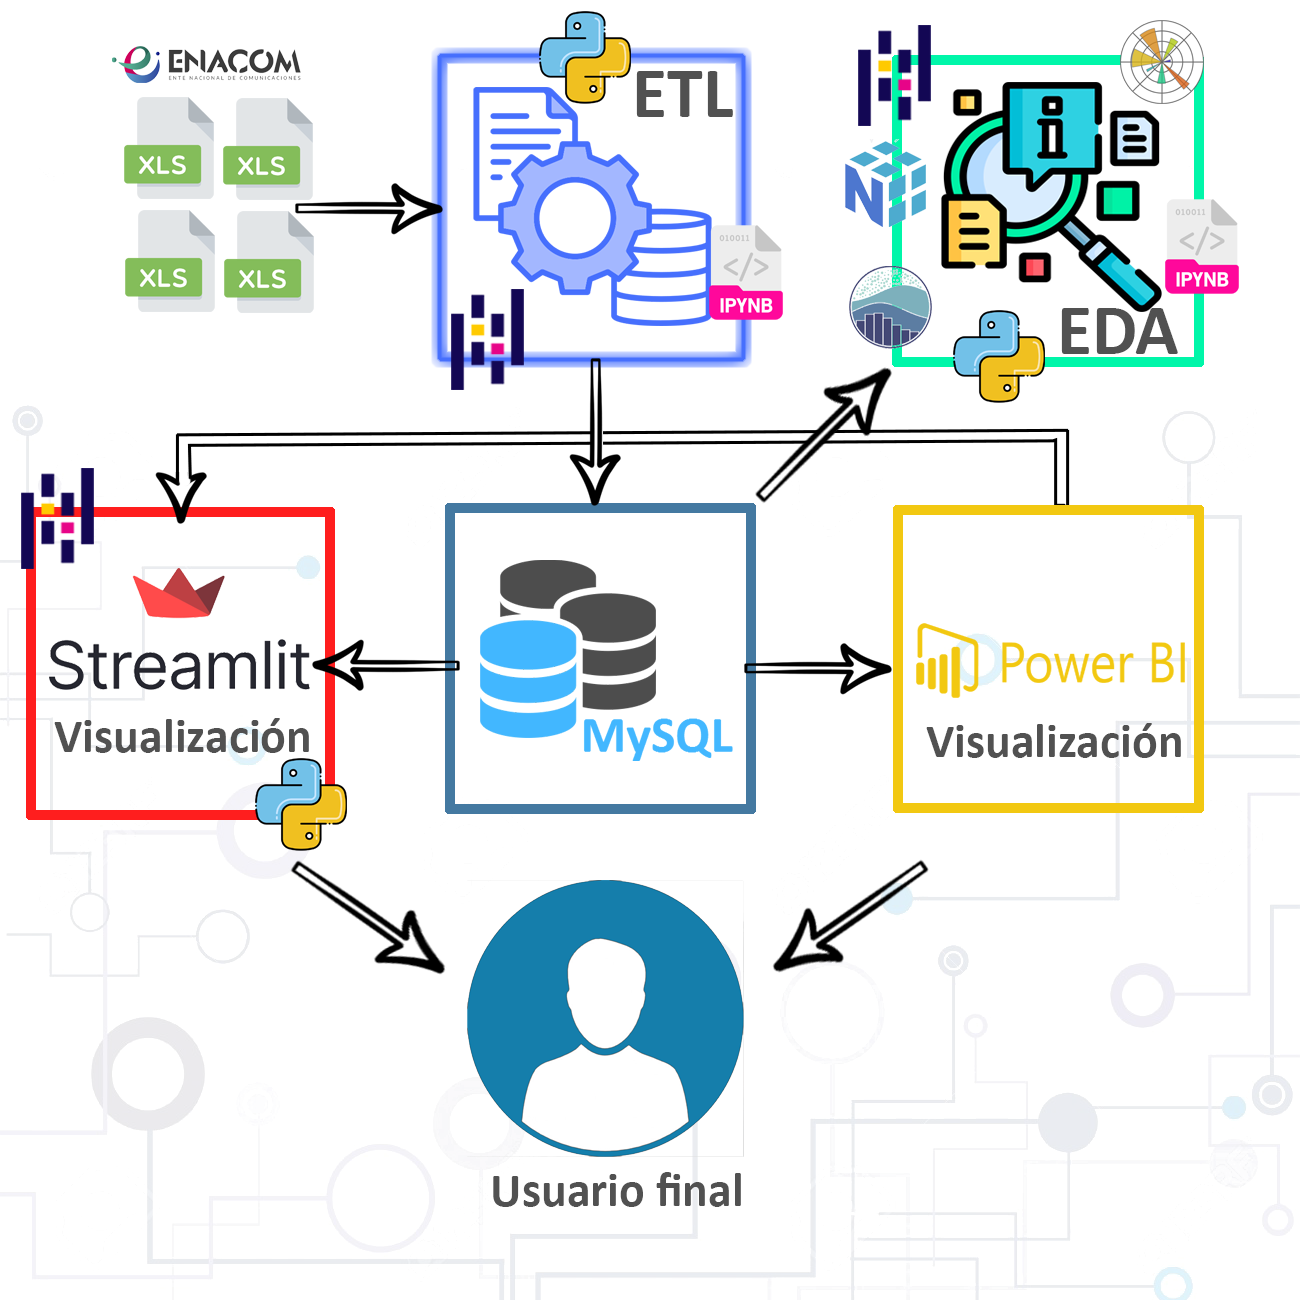 ENACOM
ENTE NACIONAL DE COMUNICACIONES
XLS
XLS
XLS
XLS
ETL
010011
</>
IPYNB
i
N
010011
</>
IPYNB
EDA
Streamlit
Visualización
MySQL
Power BI
Visualización
Usuario final